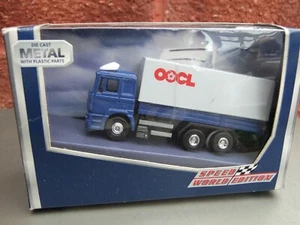 DIE CAST
METAL
WITH PLASTIC PARTS
OOCL
SPEED
WORLD EDITION